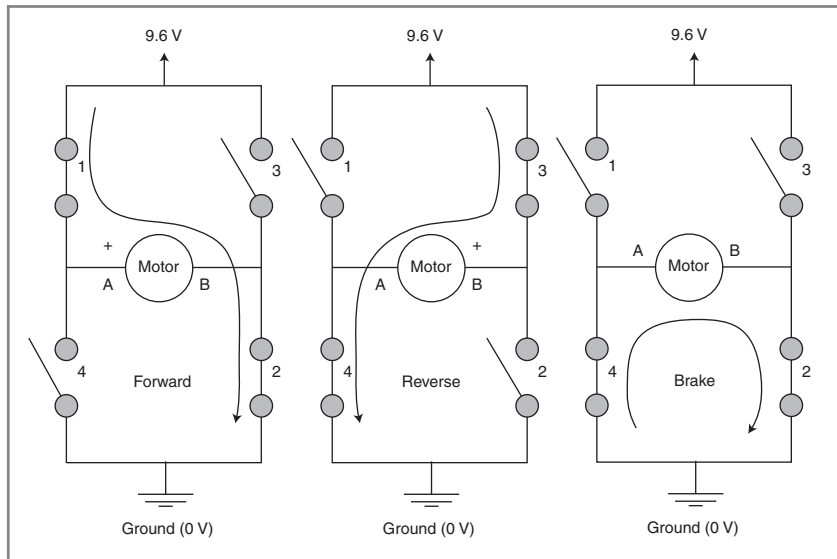 9.6 V
1
3
+
Motor
A
B
4
Forward
2
Ground (0 V)
9.6 V
1
3
+
Motor
A
B
4
Reverse
2
Ground (0 V)
9.6 V
1
3
A
Motor
B
4
Brake
2
Ground (0 V)